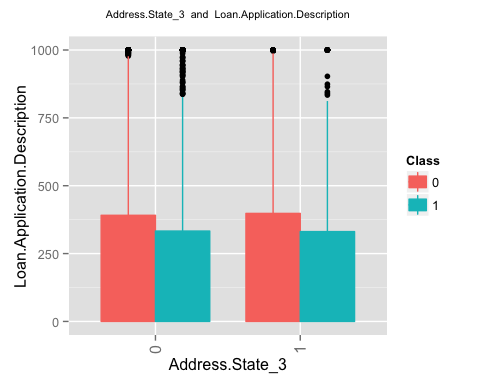 Address.State_3 and Loan.Application.Description
1000
750
500
250
0
Loan.Application.Description
0
1
Address.State_3
Class
0
1